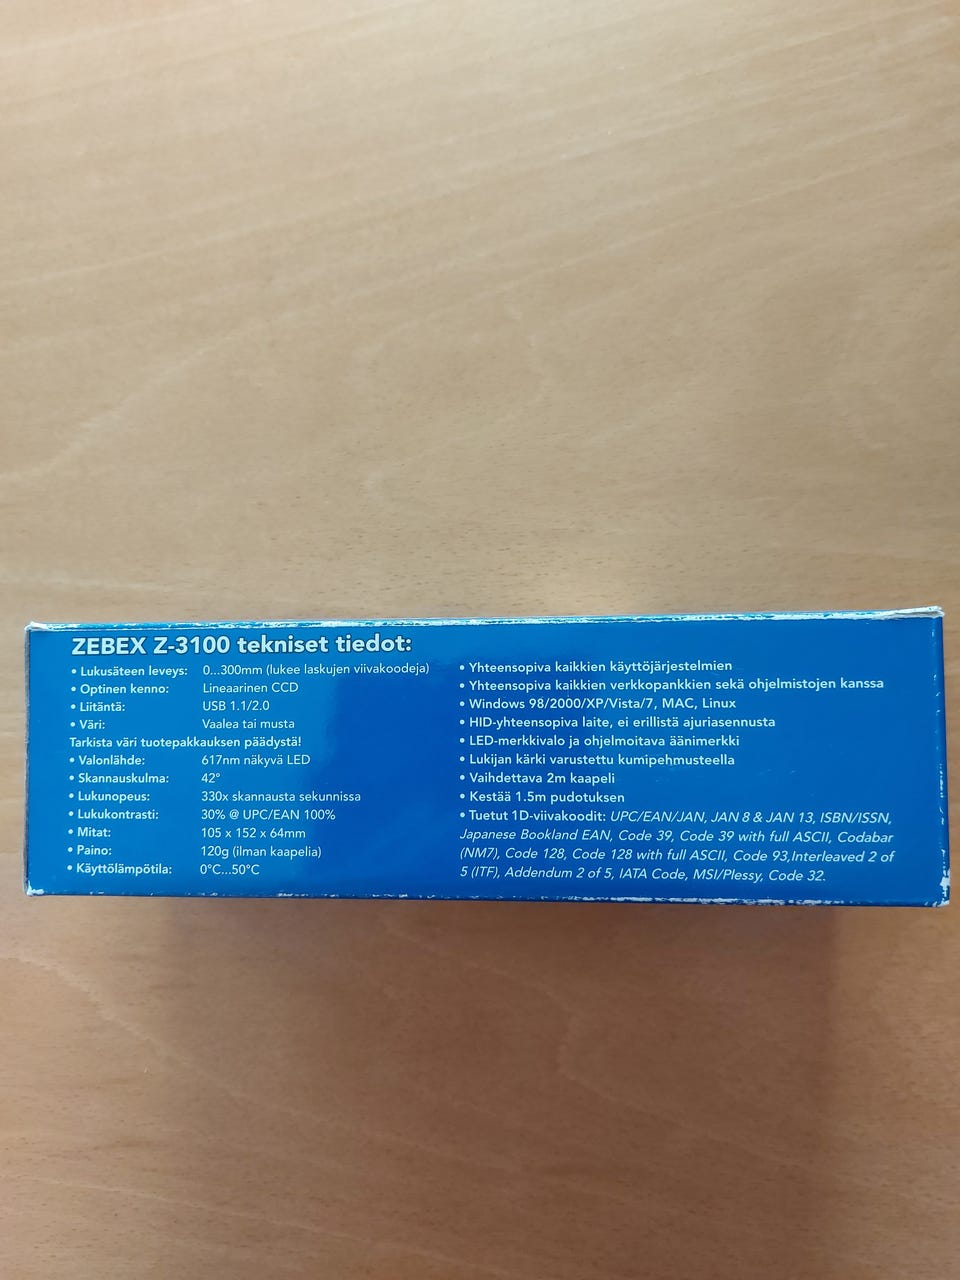 ZEBEX Z-3100 tekniset tiedot:
• Lukusäteen leveys: 0...300mm (lukee laskujen viivakoodeja)
• Optinen kenno: Lineaarinen CCD
• Liitäntä: USB 1.1/2.0
• Väri: Vaalea tai musta
Tarkista väri tuotepakkauksen päädystä!
• Valonlähde: 617nm näkyvä LED
• Skannauskulma: 42°
• Lukunopeus: 330x skannausta sekunnissa
• Lukukontrasti: 30% @ UPC/EAN 100%
• Mitat: 105 x 152 x 64mm
• Paino: 120g (ilman kaapelia)
• Käyttölämpötila: 0°C...50°C
• Yhteensopiva kaikkien käyttöjärjestelmien
• Yhteensopiva kaikkien verkkopankkien sekä ohjelmistojen kanssa
• Windows 98/2000/XP/Vista/7, MAC, Linux
• HID-yhteensopiva laite, ei erillistä ajuriasennusta
• LED-merkkivalo ja ohjelmoitava äänimerkki
• Lukijan kärki varustettu kumipehmusteella
• Vaihdettava 2m kaapeli
• Kestää 1.5m pudotuksen
• Tuetut 1D-viivakoodit: UPC/EAN/JAN, JAN 8 & JAN 13, ISBN/ISSN,
Japanese Bookland EAN, Code 39, Code 39 with full ASCII, Codabar
(NM7), Code 128, Code 128 with full ASCII, Code 93,Interleaved 2 of
5 (ITF), Addendum 2 of 5, IATA Code, MSI/Plessy, Code 32.